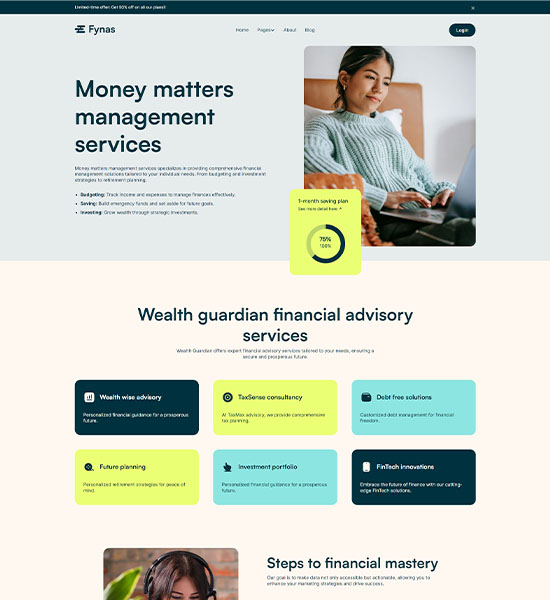 Limited-time offer: Get 50% off on all our plans!!
Fynas
Home Pages About Blog
Login
Money matters
management
services
Money matters management services specializes in providing comprehensive financial
management solutions tailored to your individual needs. From budgeting and investment
strategies to retirement planning.
• Budgeting: Track income and expenses to manage finances effectively.
• Saving: Build emergency funds and set aside for future goals.
• Investing: Grow wealth through strategic investments.
1-month saving plan
See more detail here ↗
75%
100%
Wealth guardian financial advisory
services
Wealth Guardian offers expert financial advisory services tailored to your needs, ensuring a
secure and prosperous future.
Wealth wise advisory
Personalized financial guidance for a prosperous
future.
TaxSense consultancy
At TaxMax advisory, we provide comprehensive
tax planning.
Debt free solutions
Customized debt management for financial
freedom.
Future planning
Personalized retirement strategies for peace of
mind.
Investment portfolio
Personalized financial guidance for a prosperous
future.
FinTech innovations
Embrace the future of finance with our cutting-
edge FinTech solutions.
Steps to financial mastery
Our goal is to make data not only accessible but actionable, allowing you to
enhance your marketing strategies and drive success.